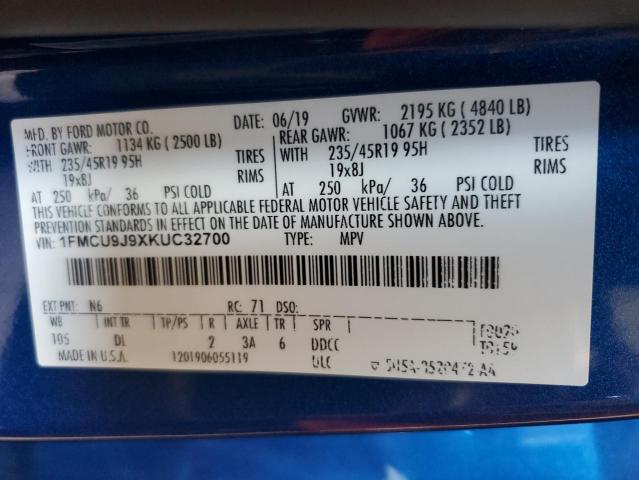 MFD. BY FORD MOTOR CO. DATE: 06/19 GVWR: 2195 KG ( 4840 LB)
FRONT GAWR: 1134 KG ( 2500 LB) REAR GAWR: 1067 KG ( 2352 LB)
WITH 235/45R19 95H TIRES WITH 235/45R19 95H TIRES
19x8J RIMS 19x8J RIMS
AT 250 kPa/ 36 PSI COLD AT 250 kPa/ 36 PSI COLD
THIS VEHICLE CONFORMS TO ALL APPLICABLE FEDERAL MOTOR VEHICLE SAFETY AND THEFT
PREVENTION STANDARDS IN EFFECT ON THE DATE OF MANUFACTURE SHOWN ABOVE.
VIN: 1FMCU9J9XKUC32700 TYPE: MPV
EXT PNT: N6 RC: 71 DSO:
WB INT TR TP/PS R AXLE TR SPR
105 DL 2 3A 6 DDCC
MADE IN U.S.A. 1201906055119